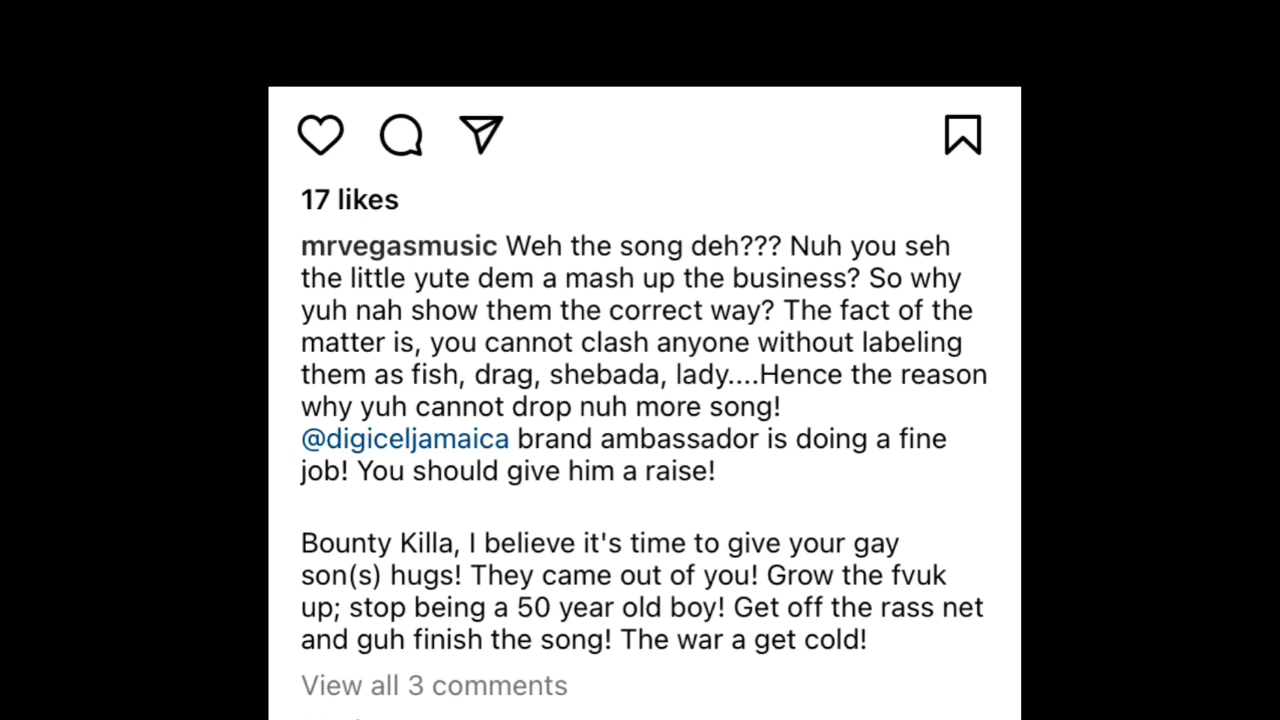 17 likes
mrvegasmusic Weh the song deh??? Nuh you seh
the little yute dem a mash up the business? So why
yuh nah show them the correct way? The fact of the
matter is, you cannot clash anyone without labeling
them as fish, drag, shebada, lady....Hence the reason
why yuh cannot drop nuh more song!
@digiceljamaica brand ambassador is doing a fine
job! You should give him a raise!
Bounty Killa, I believe it's time to give your gay
son(s) hugs! They came out of you! Grow the fvuk
up; stop being a 50 year old boy! Get off the rass net
and guh finish the song! The war a get cold!
View all 3 comments